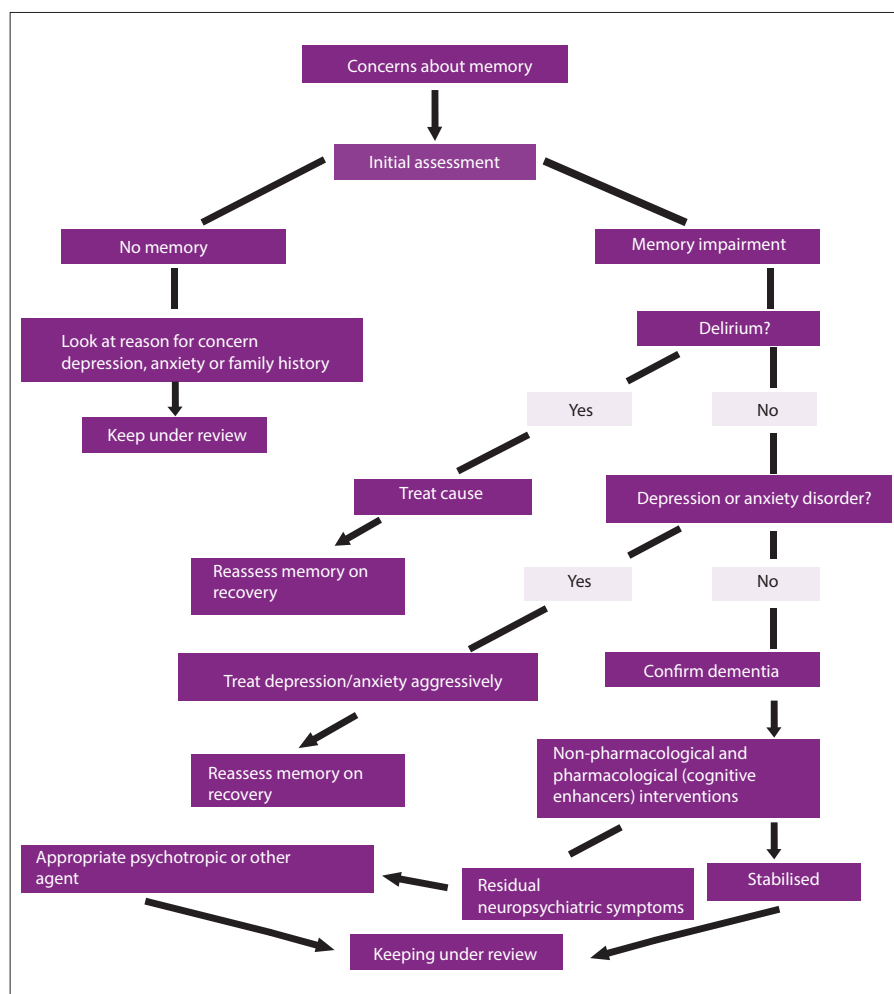 Concerns about memory
Initial assessment
No memory
Memory impairment
Look at reason for concern
depression, anxiety or family history
Delirium?
Keep under review
Yes
No
Treat cause
Depression or anxiety disorder?
Reassess memory on
recovery
Yes
No
Treat depression/anxiety aggressively
Confirm dementia
Reassess memory on
recovery
Non-pharmacological and
pharmacological (cognitive
enhancers) interventions
Appropriate psychotropic or other
agent
Residual
neuropsychiatric symptoms
Stabilised
Keeping under review